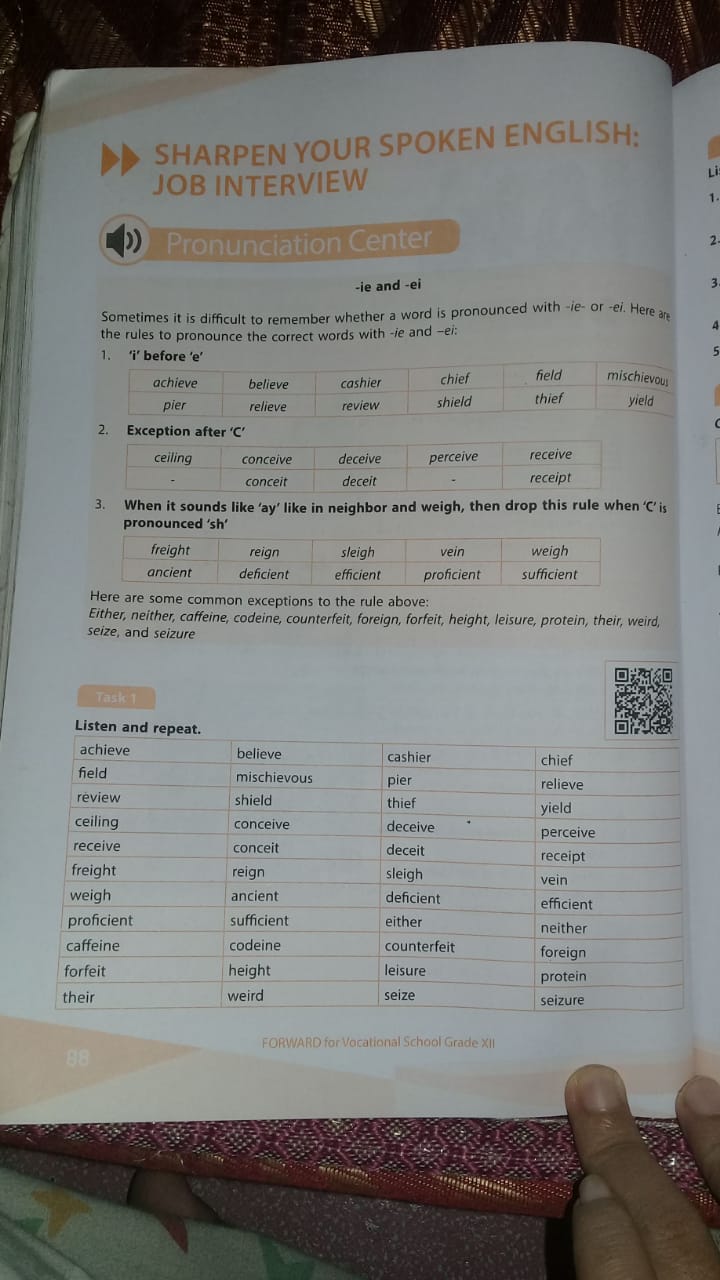 SHARPEN YOUR SPOKEN ENGLISH:
JOB INTERVIEW
Pronunciation Center
-ie and -ei
Sometimes it is difficult to remember whether a word is pronounced with -ie- or -ei. Here are
the rules to pronounce the correct words with -ie and –ei:
1. 'i' before 'e'
achieve believe cashier chief field mischievous
pier relieve review shield thief yield
2. Exception after 'C'
ceiling conceive deceive perceive receive
- conceit deceit - receipt
3. When it sounds like 'ay' like in neighbor and weigh, then drop this rule when 'C' is
pronounced 'sh'
freight reign sleigh vein weigh
ancient deficient efficient proficient sufficient
Here are some common exceptions to the rule above:
Either, neither, caffeine, codeine, counterfeit, foreign, forfeit, height, leisure, protein, their, weird,
seize, and seizure
Task 1
Listen and repeat.
achieve believe cashier chief
field mischievous pier relieve
review shield thief yield
ceiling conceive deceive perceive
receive conceit deceit receipt
freight reign sleigh vein
weigh ancient deficient efficient
proficient sufficient either neither
caffeine codeine counterfeit foreign
forfeit height leisure protein
their weird seize seizure
88
FORWARD for Vocational School Grade XII
Li
1.
2.
3.
4
5